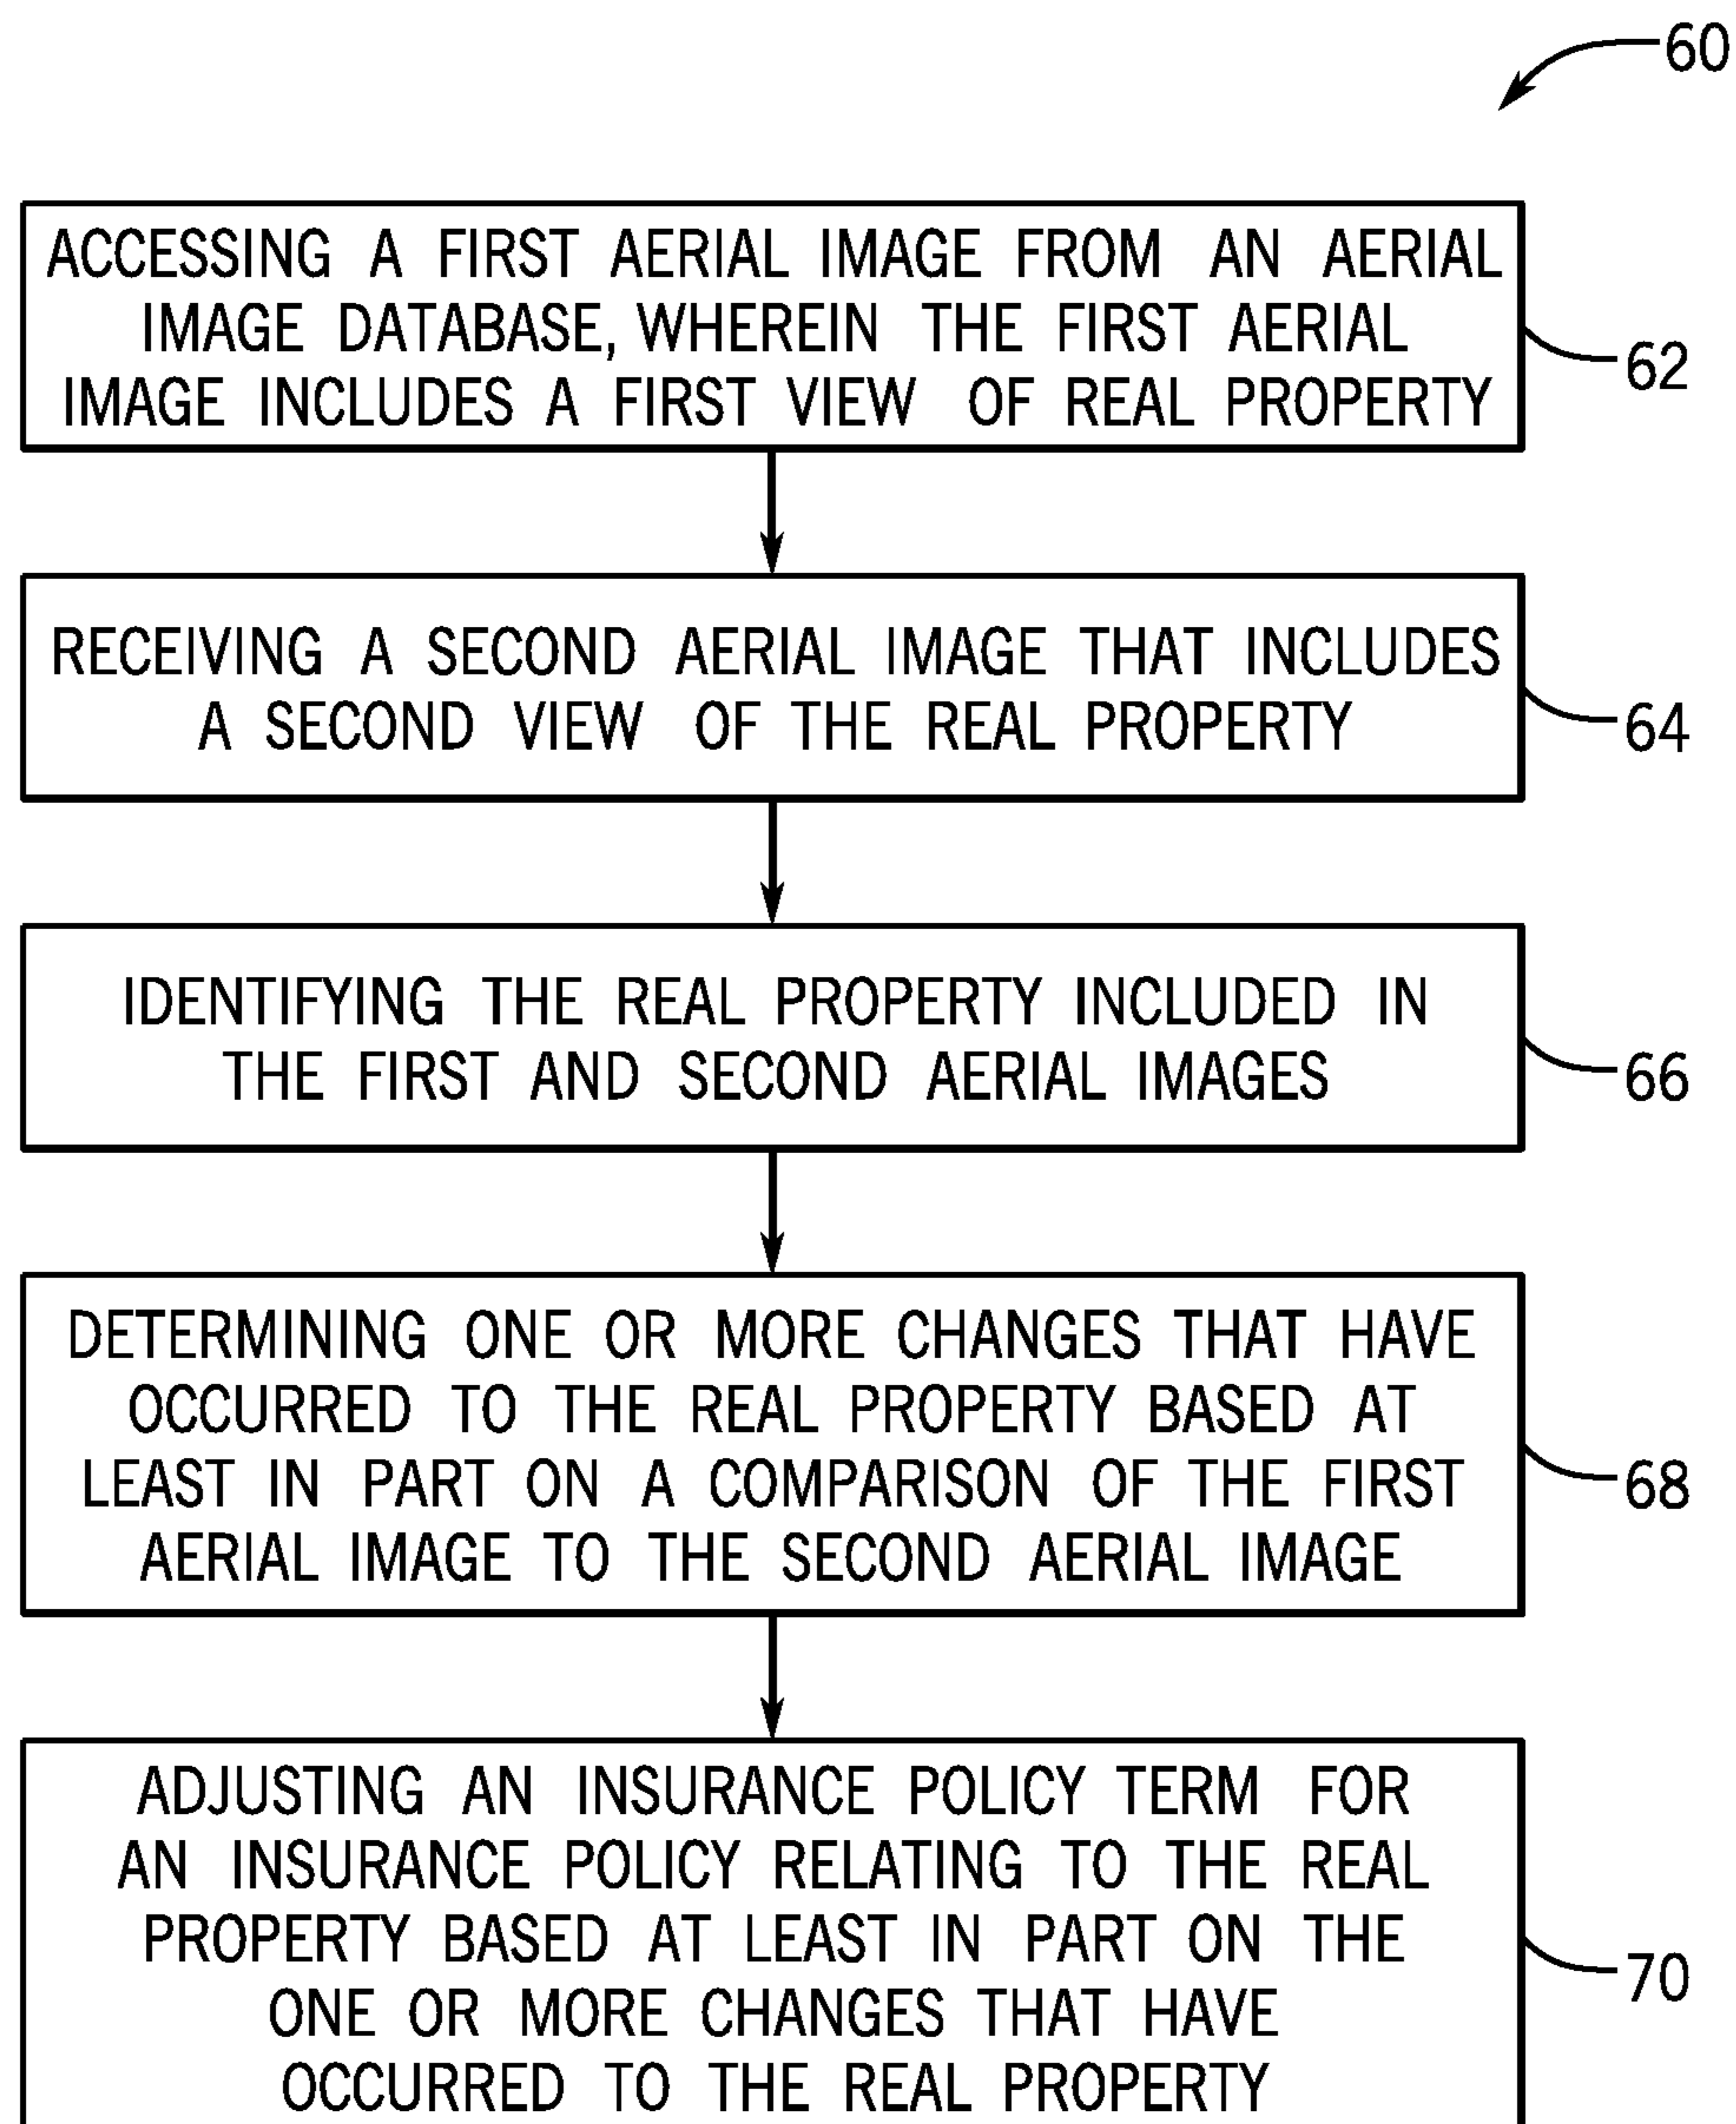 60
ACCESSING A FIRST AERIAL IMAGE FROM AN AERIAL
IMAGE DATABASE, WHEREIN THE FIRST AERIAL
IMAGE INCLUDES A FIRST VIEW OF REAL PROPERTY
62
RECEIVING A SECOND AERIAL IMAGE THAT INCLUDES
A SECOND VIEW OF THE REAL PROPERTY
64
IDENTIFYING THE REAL PROPERTY INCLUDED IN
THE FIRST AND SECOND AERIAL IMAGES
66
DETERMINING ONE OR MORE CHANGES THAT HAVE
OCCURRED TO THE REAL PROPERTY BASED AT
LEAST IN PART ON A COMPARISON OF THE FIRST
AERIAL IMAGE TO THE SECOND AERIAL IMAGE
68
ADJUSTING AN INSURANCE POLICY TERM FOR
AN INSURANCE POLICY RELATING TO THE REAL
PROPERTY BASED AT LEAST IN PART ON THE
ONE OR MORE CHANGES THAT HAVE
OCCURRED TO THE REAL PROPERTY
70